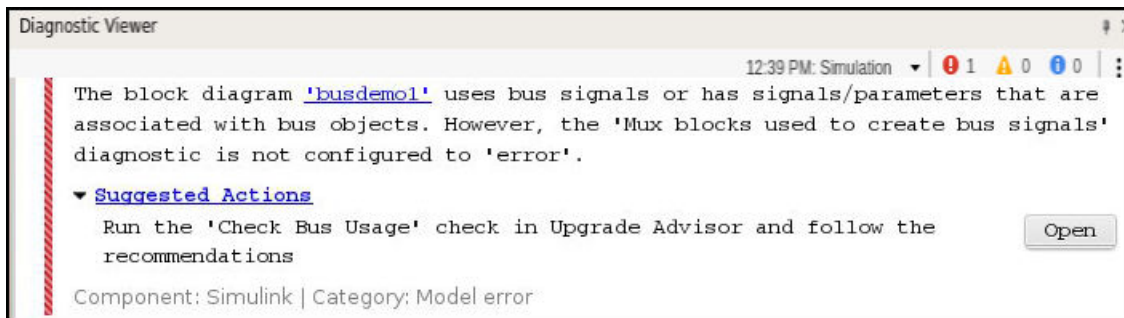 Diagnostic Viewer
12:39 PM: Simulation 1 0 0
The block diagram 'busdemo1' uses bus signals or has signals/parameters that are
associated with bus objects. However, the 'Mux blocks used to create bus signals'
diagnostic is not configured to 'error'.
Suggested Actions
Run the 'Check Bus Usage' check in Upgrade Advisor and follow the
recommendations
Open
Component: Simulink | Category: Model error